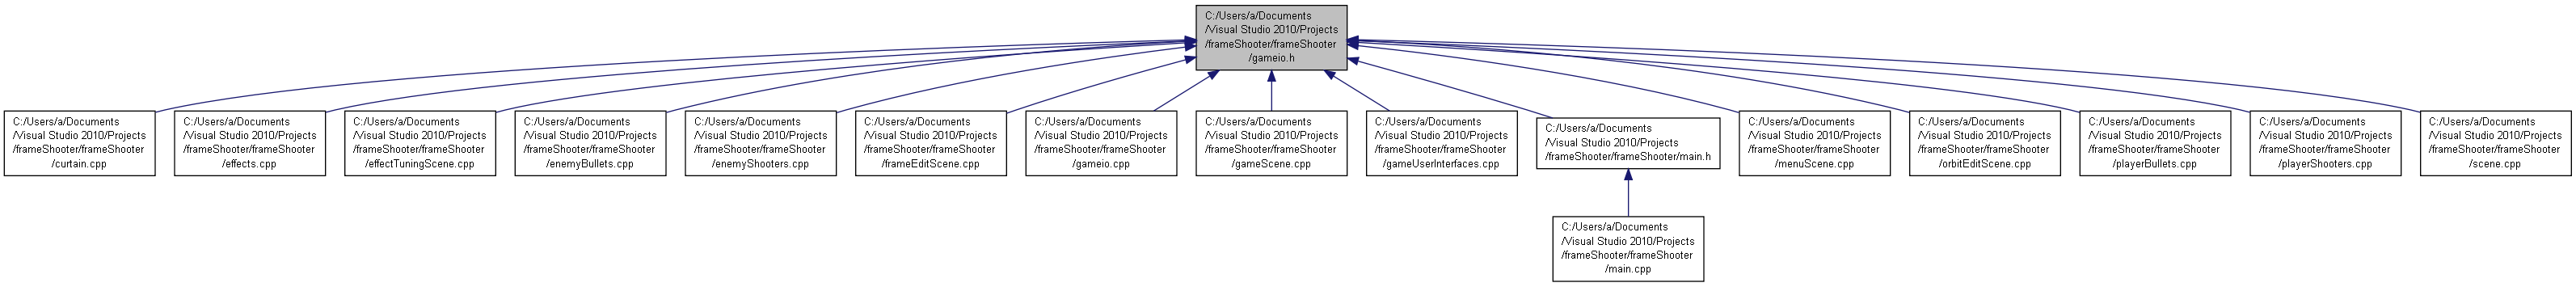 C:/Users/a/Documents
/Visual Studio 2010/Projects
/frameShooter/frameShooter
/gameio.h
C:/Users/a/Documents
/Visual Studio 2010/Projects
/frameShooter/frameShooter
/curtain.cpp
C:/Users/a/Documents
/Visual Studio 2010/Projects
/frameShooter/frameShooter
/effects.cpp
C:/Users/a/Documents
/Visual Studio 2010/Projects
/frameShooter/frameShooter
/effectTuningScene.cpp
C:/Users/a/Documents
/Visual Studio 2010/Projects
/frameShooter/frameShooter
/enemyBullets.cpp
C:/Users/a/Documents
/Visual Studio 2010/Projects
/frameShooter/frameShooter
/enemyShooters.cpp
C:/Users/a/Documents
/Visual Studio 2010/Projects
/frameShooter/frameShooter
/frameEditScene.cpp
C:/Users/a/Documents
/Visual Studio 2010/Projects
/frameShooter/frameShooter
/gameio.cpp
C:/Users/a/Documents
/Visual Studio 2010/Projects
/frameShooter/frameShooter
/gameScene.cpp
C:/Users/a/Documents
/Visual Studio 2010/Projects
/frameShooter/frameShooter
/gameUserInterfaces.cpp
C:/Users/a/Documents
/Visual Studio 2010/Projects
/frameShooter/frameShooter/main.h
C:/Users/a/Documents
/Visual Studio 2010/Projects
/frameShooter/frameShooter
/menuScene.cpp
C:/Users/a/Documents
/Visual Studio 2010/Projects
/frameShooter/frameShooter
/orbitEditScene.cpp
C:/Users/a/Documents
/Visual Studio 2010/Projects
/frameShooter/frameShooter
/playerBullets.cpp
C:/Users/a/Documents
/Visual Studio 2010/Projects
/frameShooter/frameShooter
/playerShooters.cpp
C:/Users/a/Documents
/Visual Studio 2010/Projects
/frameShooter/frameShooter
/scene.cpp
C:/Users/a/Documents
/Visual Studio 2010/Projects
/frameShooter/frameShooter
/main.cpp